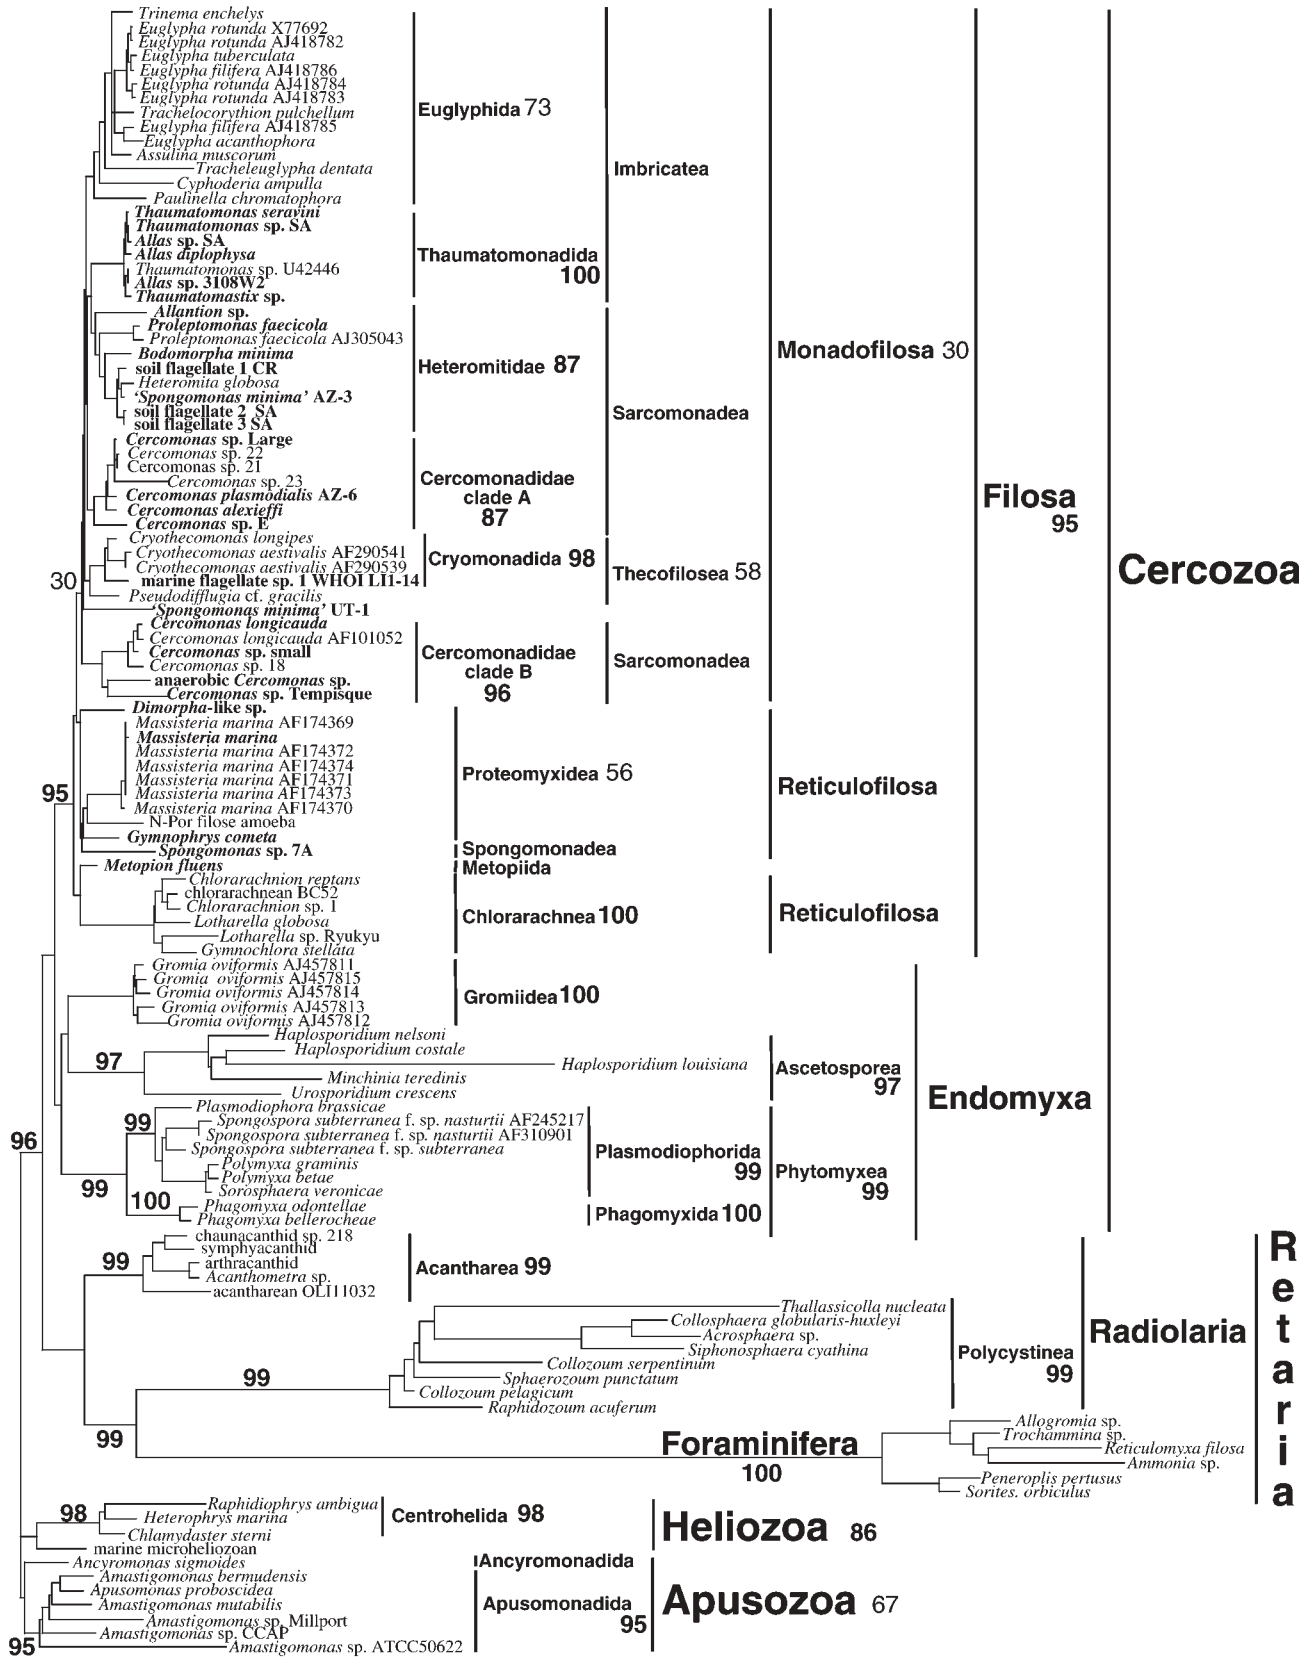 Trinema enchelys
Euglypha rotunda X77692
Euglypha rotunda AJ418782
Euglypha tuberculata
Euglypha filifera AJ418786
Euglypha rotunda AJ418784
Euglypha rotunda AJ418783
Trachelocorythion pulchellum
Euglypha filifera AJ418785
Euglypha acanthophora
Assulina muscorum
Tracheleuglypha dentata
Cyphoderia ampulla
Paulinella chromatophora
Euglyphida 73
Imbricatea
Thaumatomonas seravini
Thaumatomonas sp. SA
Allas sp. SA
Allas diplophysa
Thaumatomonas sp. U42446
Allas sp. 3108W2
Thaumatomastix sp.
Thaumatomonadida
100
Allantion sp.
Proleptomonas faecicola
Proleptomonas faecicola AJ305043
Bodomorpha minima
soil flagellate 1 CR
Heteromita globosa
'Spongomonas minima' AZ-3
soil flagellate 2 SA
soil flagellate 3 SA
Heteromitidae 87
Sarcomonadea
Monadofilosa 30
Cercomonas sp. Large
Cercomonas sp. 22
Cercomonas sp. 21
Cercomonas sp. 23
Cercomonas plasmodialis AZ-6
Cercomonas alexieffi
Cercomonas sp. E
Cercomonadidae
clade A
87
Filosa
95
Cryothecomonas longipes
Cryothecomonas aestivalis AF290541
Cryothecomonas aestivalis AF290539
marine flagellate sp. 1 WHOI LI1-14
Pseudodifflugia cf. gracilis
'Spongomonas minima' UT-1
Cryomonadida 98
Thecofilosea 58
Cercozoa
30
Cercomonas longicauda
Cercomonas longicauda AF101052
Cercomonas sp. small
Cercomonas sp. 18
anaerobic Cercomonas sp.
Cercomonas sp. Tempisque
Cercomonadidae
clade B
96
Sarcomonadea
Dimorpha-like sp.
Massisteria marina AF174369
Massisteria marina
Massisteria marina AF174372
Massisteria marina AF174374
Massisteria marina AF174371
Massisteria marina AF174373
Massisteria marina AF174370
N-Por filose amoeba
Gymnophrys cometa
Spongomonas sp. 7A
Metopion fluens
Proteomyxidea 56
Reticulofilosa
95
Spongomonadea
Metopiida
Chlorarachnion reptans
chlorarachnean BC52
Chlorarachnion sp. 1
Lotharella globosa
Lotharella sp. Ryukyu
Gymnochlora stellata
Chlorarachnea 100
Reticulofilosa
Gromia oviformis AJ457811
Gromia oviformis AJ457815
Gromia oviformis AJ457814
Gromia oviformis AJ457813
Gromia oviformis AJ457812
Gromiidea 100
Haplosporidium nelsoni
Haplosporidium costale
Haplosporidium louisiana
Minchinia teredinis
Urosporidium crescens
97
Ascetosporea
97
Endomyxa
Plasmodiophora brassicae
Spongospora subterranea f. sp. nasturtii AF245217
Spongospora subterranea f. sp. nasturtii AF310901
Spongospora subterranea f. sp. subterranea
Polymyxa graminis
Polymyxa betae
Sorosphaera veronicae
Phagomyxa odontellae
Phagomyxa bellerocheae
99
96
99
100
Plasmodiophorida
99
Phytomyxea
99
Phagomyxida 100
chaunacanthid sp. 218
symphyacanthid
arthracanthid
Acanthometra sp.
acantharean OLI11032
99
Acantharea 99
Thallassicolla nucleata
Collosphaera globularis-huxleyi
Acrosphaera sp.
Siphonosphaera cyathina
Collozoum serpentinum
Sphaerozoum punctatum
Collozoum pelagicum
Raphidozoum acuferum
99
Polycystinea
99
Radiolaria
Retaria
99
Foraminifera
100
Allogromia sp.
Trochammina sp.
Reticulomyxa filosa
Ammonia sp.
Peneroplis pertusus
Sorites. orbiculus
Raphidiophrys ambigua
Heterophrys marina
Chlamydaster sterni
marine microheliozoan
98
Centrohelida 98
Heliozoa 86
Ancyromonas sigmoides
Amastigomonas bermudensis
Apusomonas proboscidea
Amastigomonas mutabilis
Amastigomonas sp. Millport
Amastigomonas sp. CCAP
Amastigomonas sp. ATCC50622
95
Ancyromonadida
Apusomonadida
95
Apusozoa 67